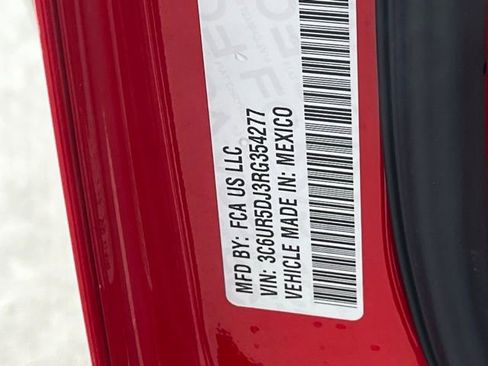 MFD BY: FCA US LLC
VIN: 3C6UR5DJ3RG354277
VEHICLE MADE IN: MEXICO